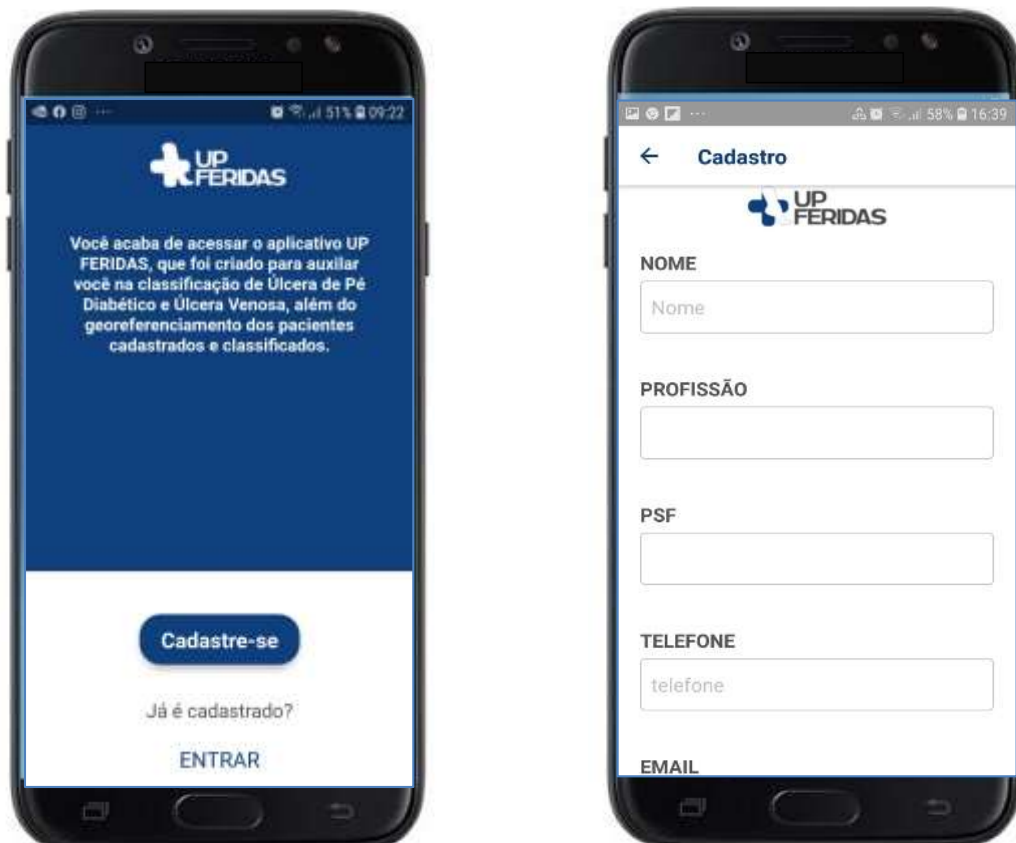 51% 09:22
UP
FERIDAS
Você acaba de acessar o aplicativo UP
FERIDAS, que foi criado para auxilar
você na classificação de Úlcera de Pé
Diabético e Úlcera Venosa, além do
georeferenciamento dos pacientes
cadastrados e classificados.
Cadastre-se
Já é cadastrado?
ENTRAR
58% 16:39
Cadastro
UP
FERIDAS
NOME
Nome
PROFISSÃO
PSF
TELEFONE
telefone
EMAIL